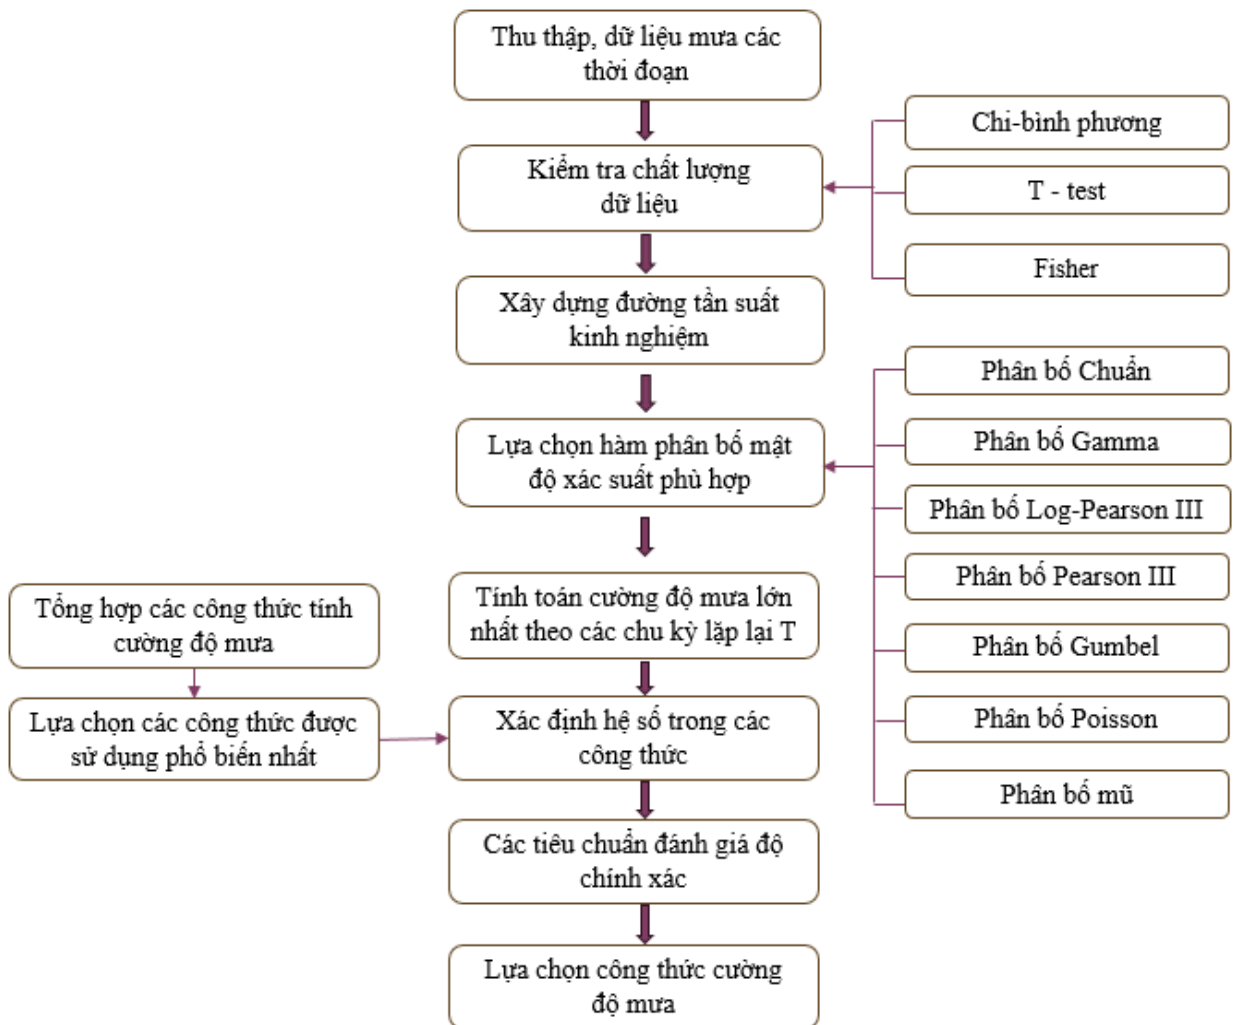 Thu thập, dữ liệu mưa các
thời đoạn
Kiểm tra chất lượng
dữ liệu
Chi-bình phương
T - test
Fisher
Xây dựng đường tần suất
kinh nghiệm
Lựa chọn hàm phân bố mật
độ xác suất phù hợp
Phân bố Chuẩn
Phân bố Gamma
Phân bố Log-Pearson III
Phân bố Pearson III
Phân bố Gumbel
Phân bố Poisson
Phân bố mũ
Tính toán cường độ mưa lớn
nhất theo các chu kỳ lặp lại T
Tổng hợp các công thức tính
cường độ mưa
Lựa chọn các công thức được
sử dụng phổ biến nhất
Xác định hệ số trong các
công thức
Các tiêu chuẩn đánh giá độ
chính xác
Lựa chọn công thức cường
độ mưa